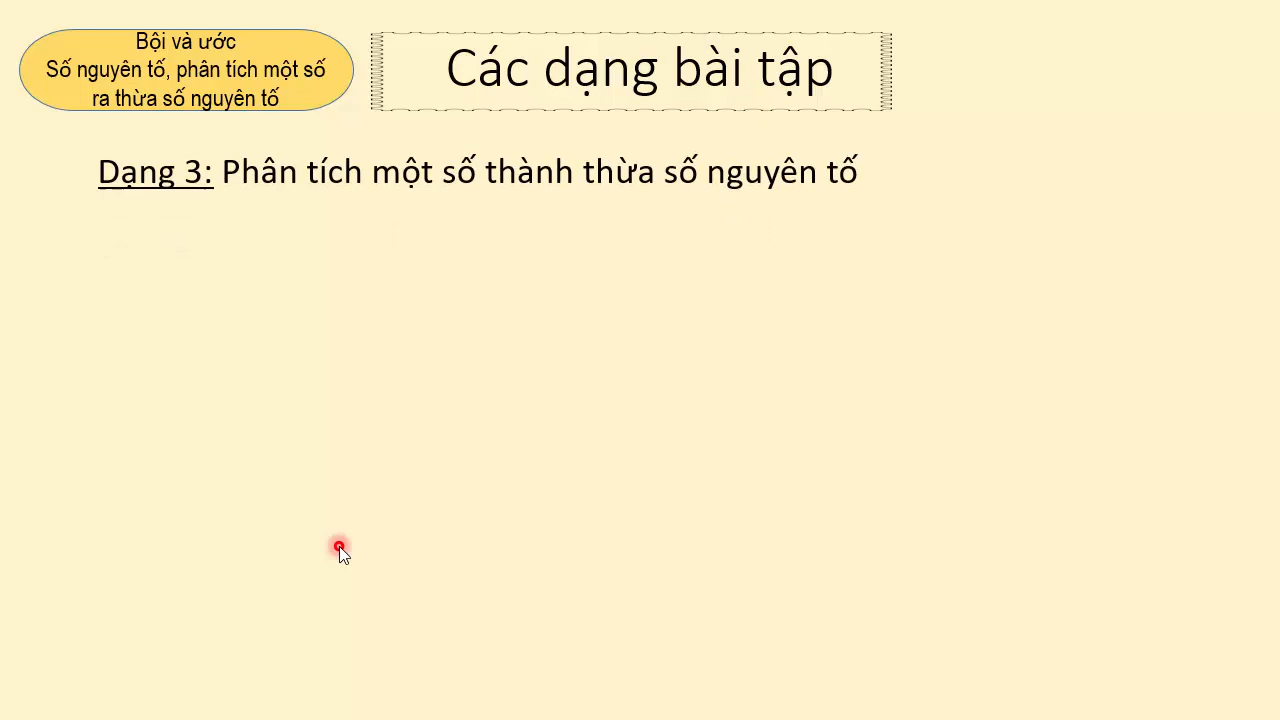 Bội và ước
Số nguyên tố, phân tích một số
ra thừa số nguyên tố
Các dạng bài tập
Dạng 3: Phân tích một số thành thừa số nguyên tố